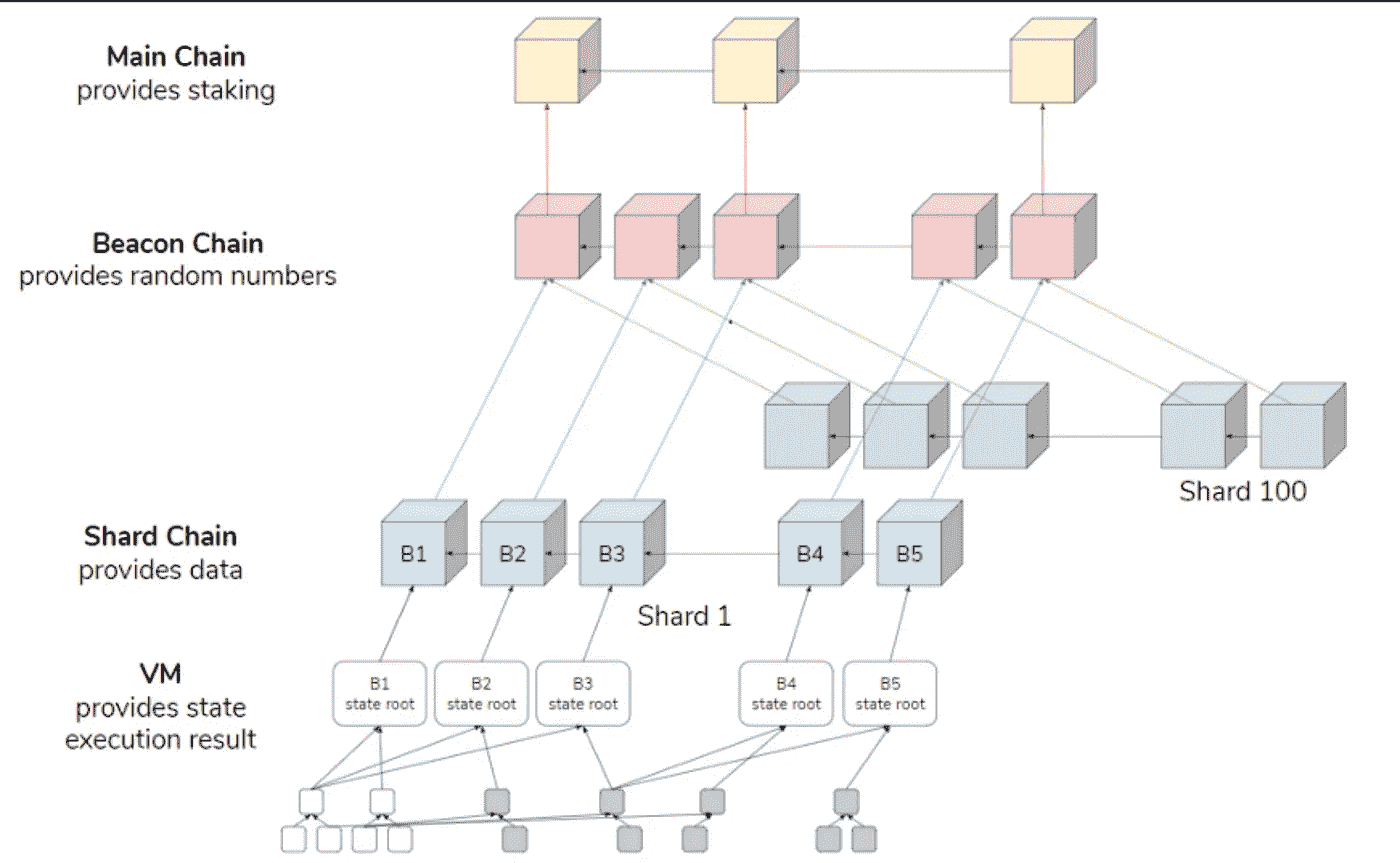 Main Chain
provides staking
Beacon Chain
provides random numbers
Shard 100
Shard Chain
provides data
B1
B2
B3
B4
B5
Shard 1
VM
provides state
execution result
B1
state root
B2
state root
B3
state root
B4
state root
B5
state root